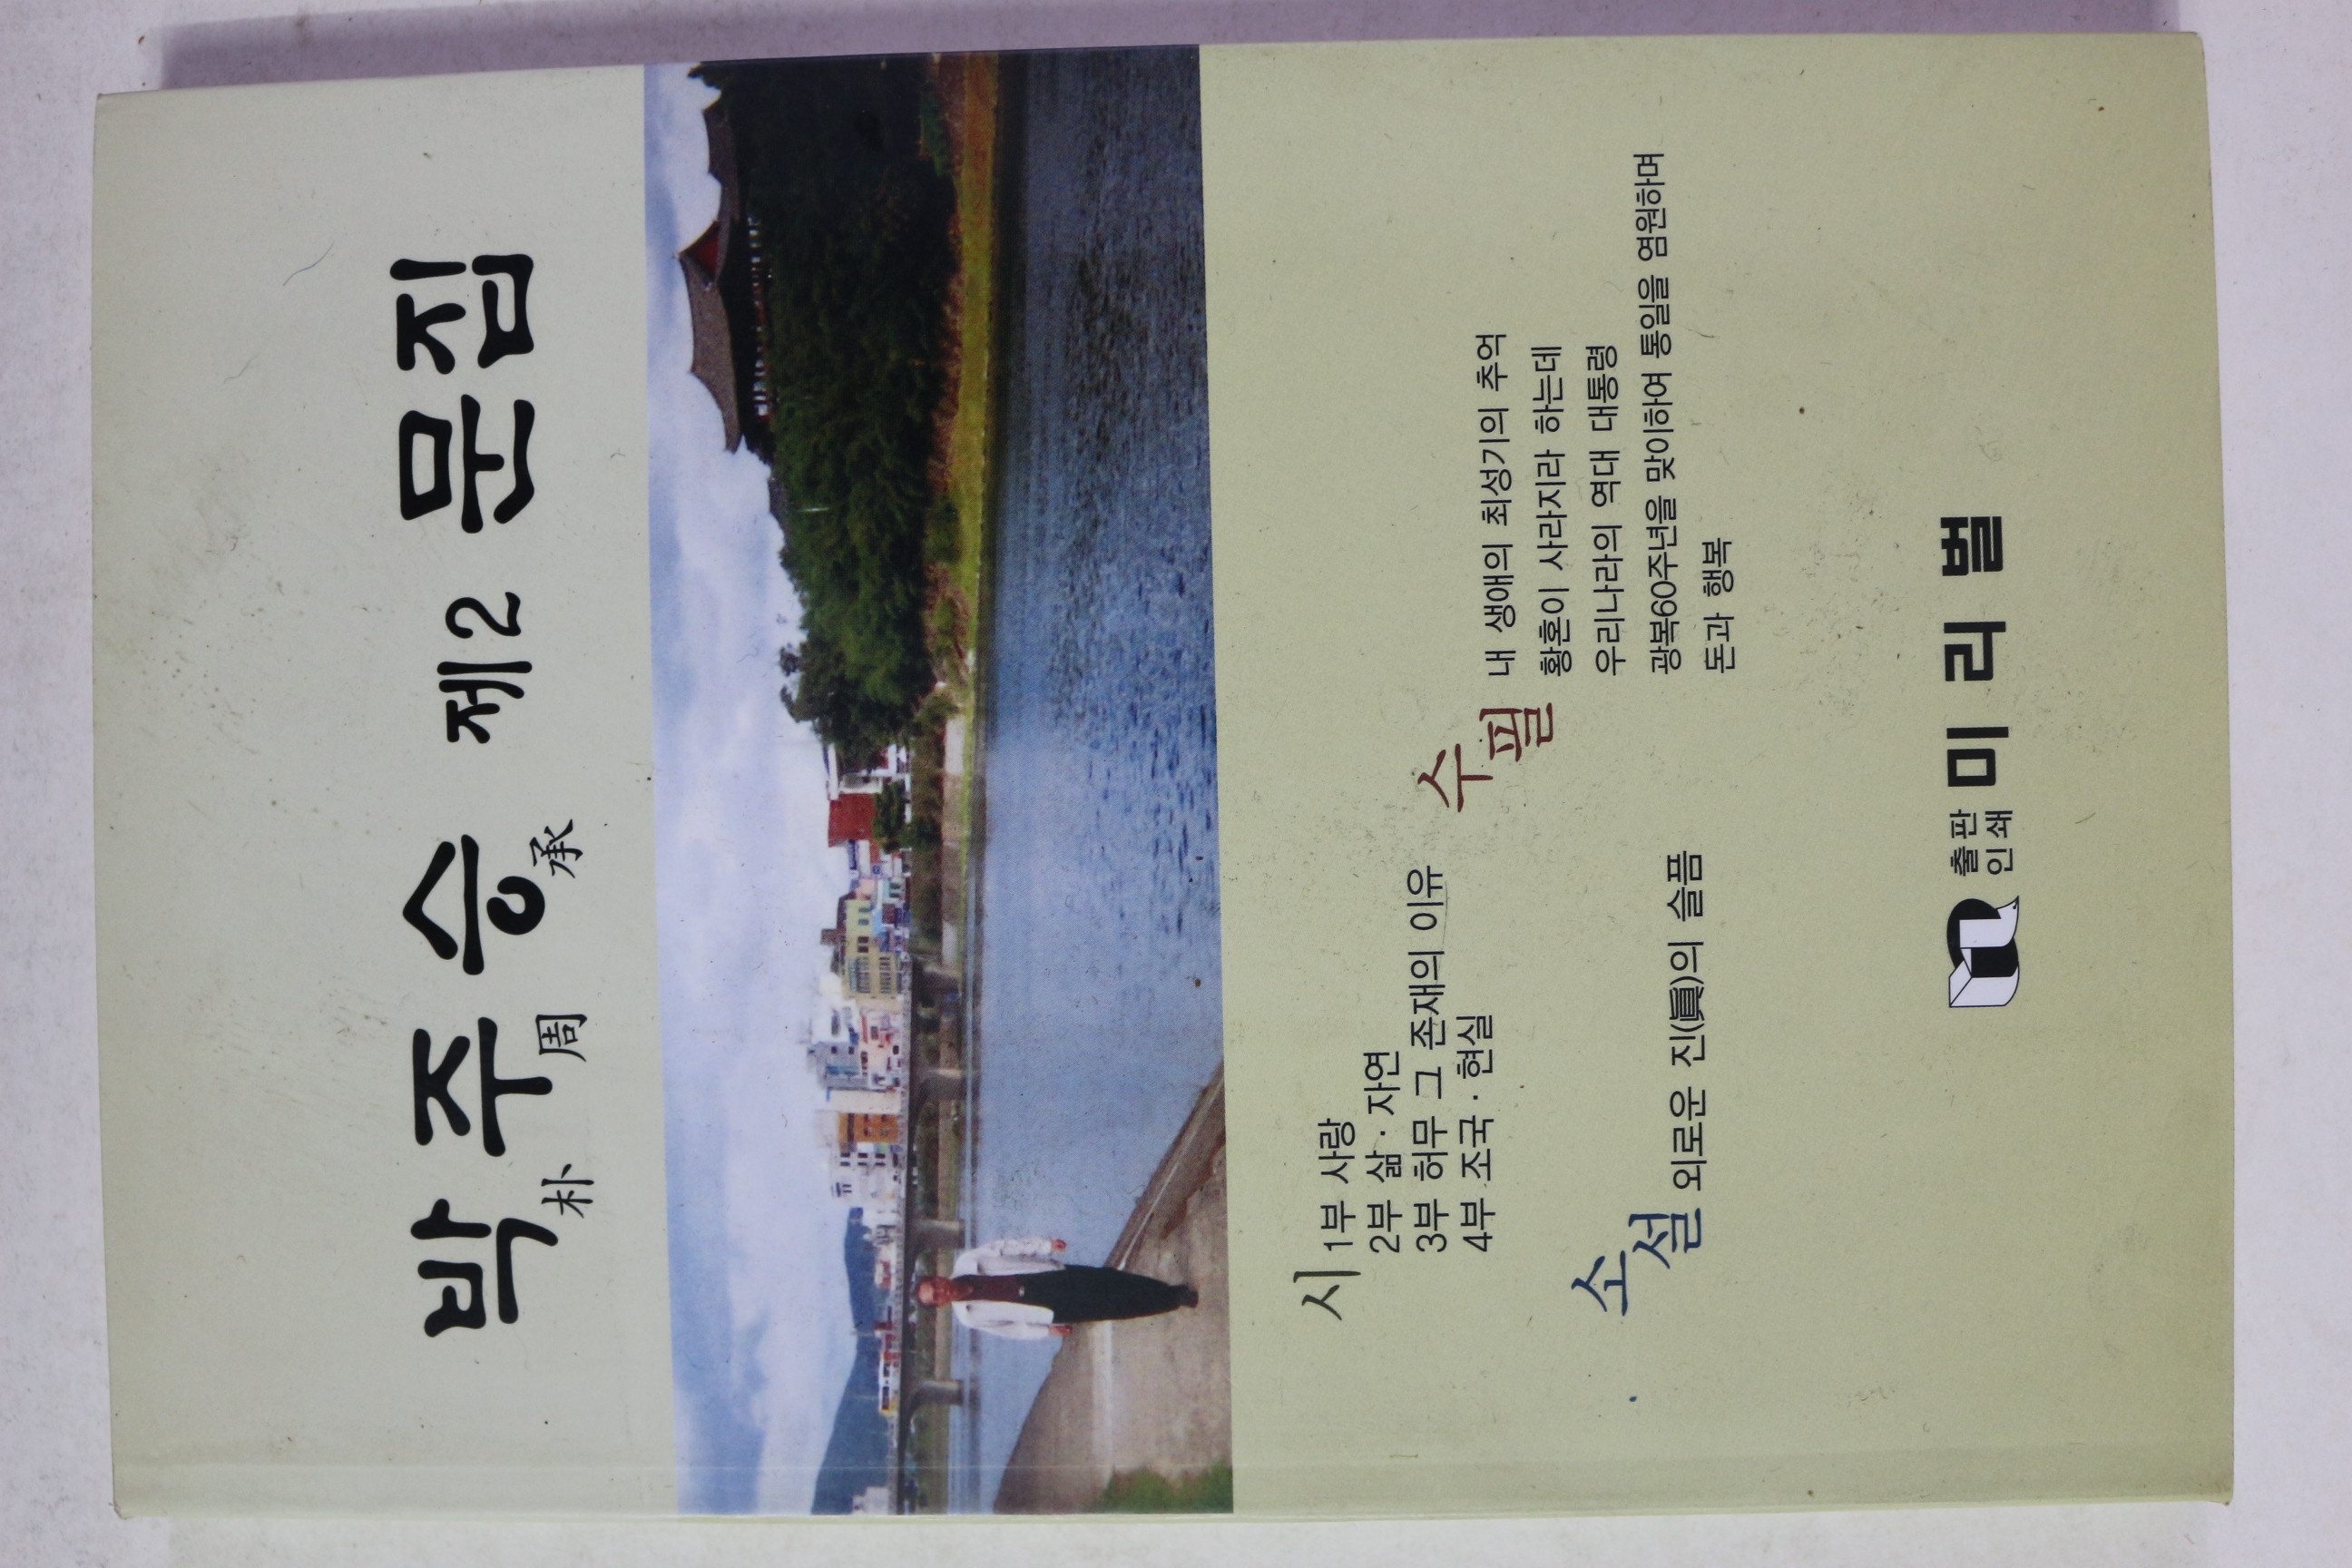 박주승 제2 문집
朴周承
시
1부 사랑
2부 삶·자연
3부 허무 그 존재의 이유
4부 조국·현실
수필
내 생애의 최성기의 추억
황혼이 사라지라 하는데
우리나라의 역대 대통령
광복60주년을 맞이하여 통일을 염원하며
돈과 행복
소설
외로운 진(眞)의 슬픔
출판
인쇄
미리벌